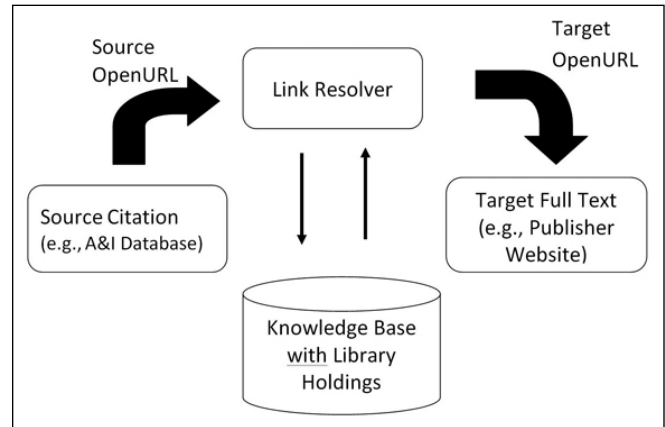 Source
OpenURL
Target
OpenURL
Link Resolver
Source Citation
(e.g., A&I Database)
Target Full Text
(e.g., Publisher
Website)
Knowledge Base
with Library
Holdings